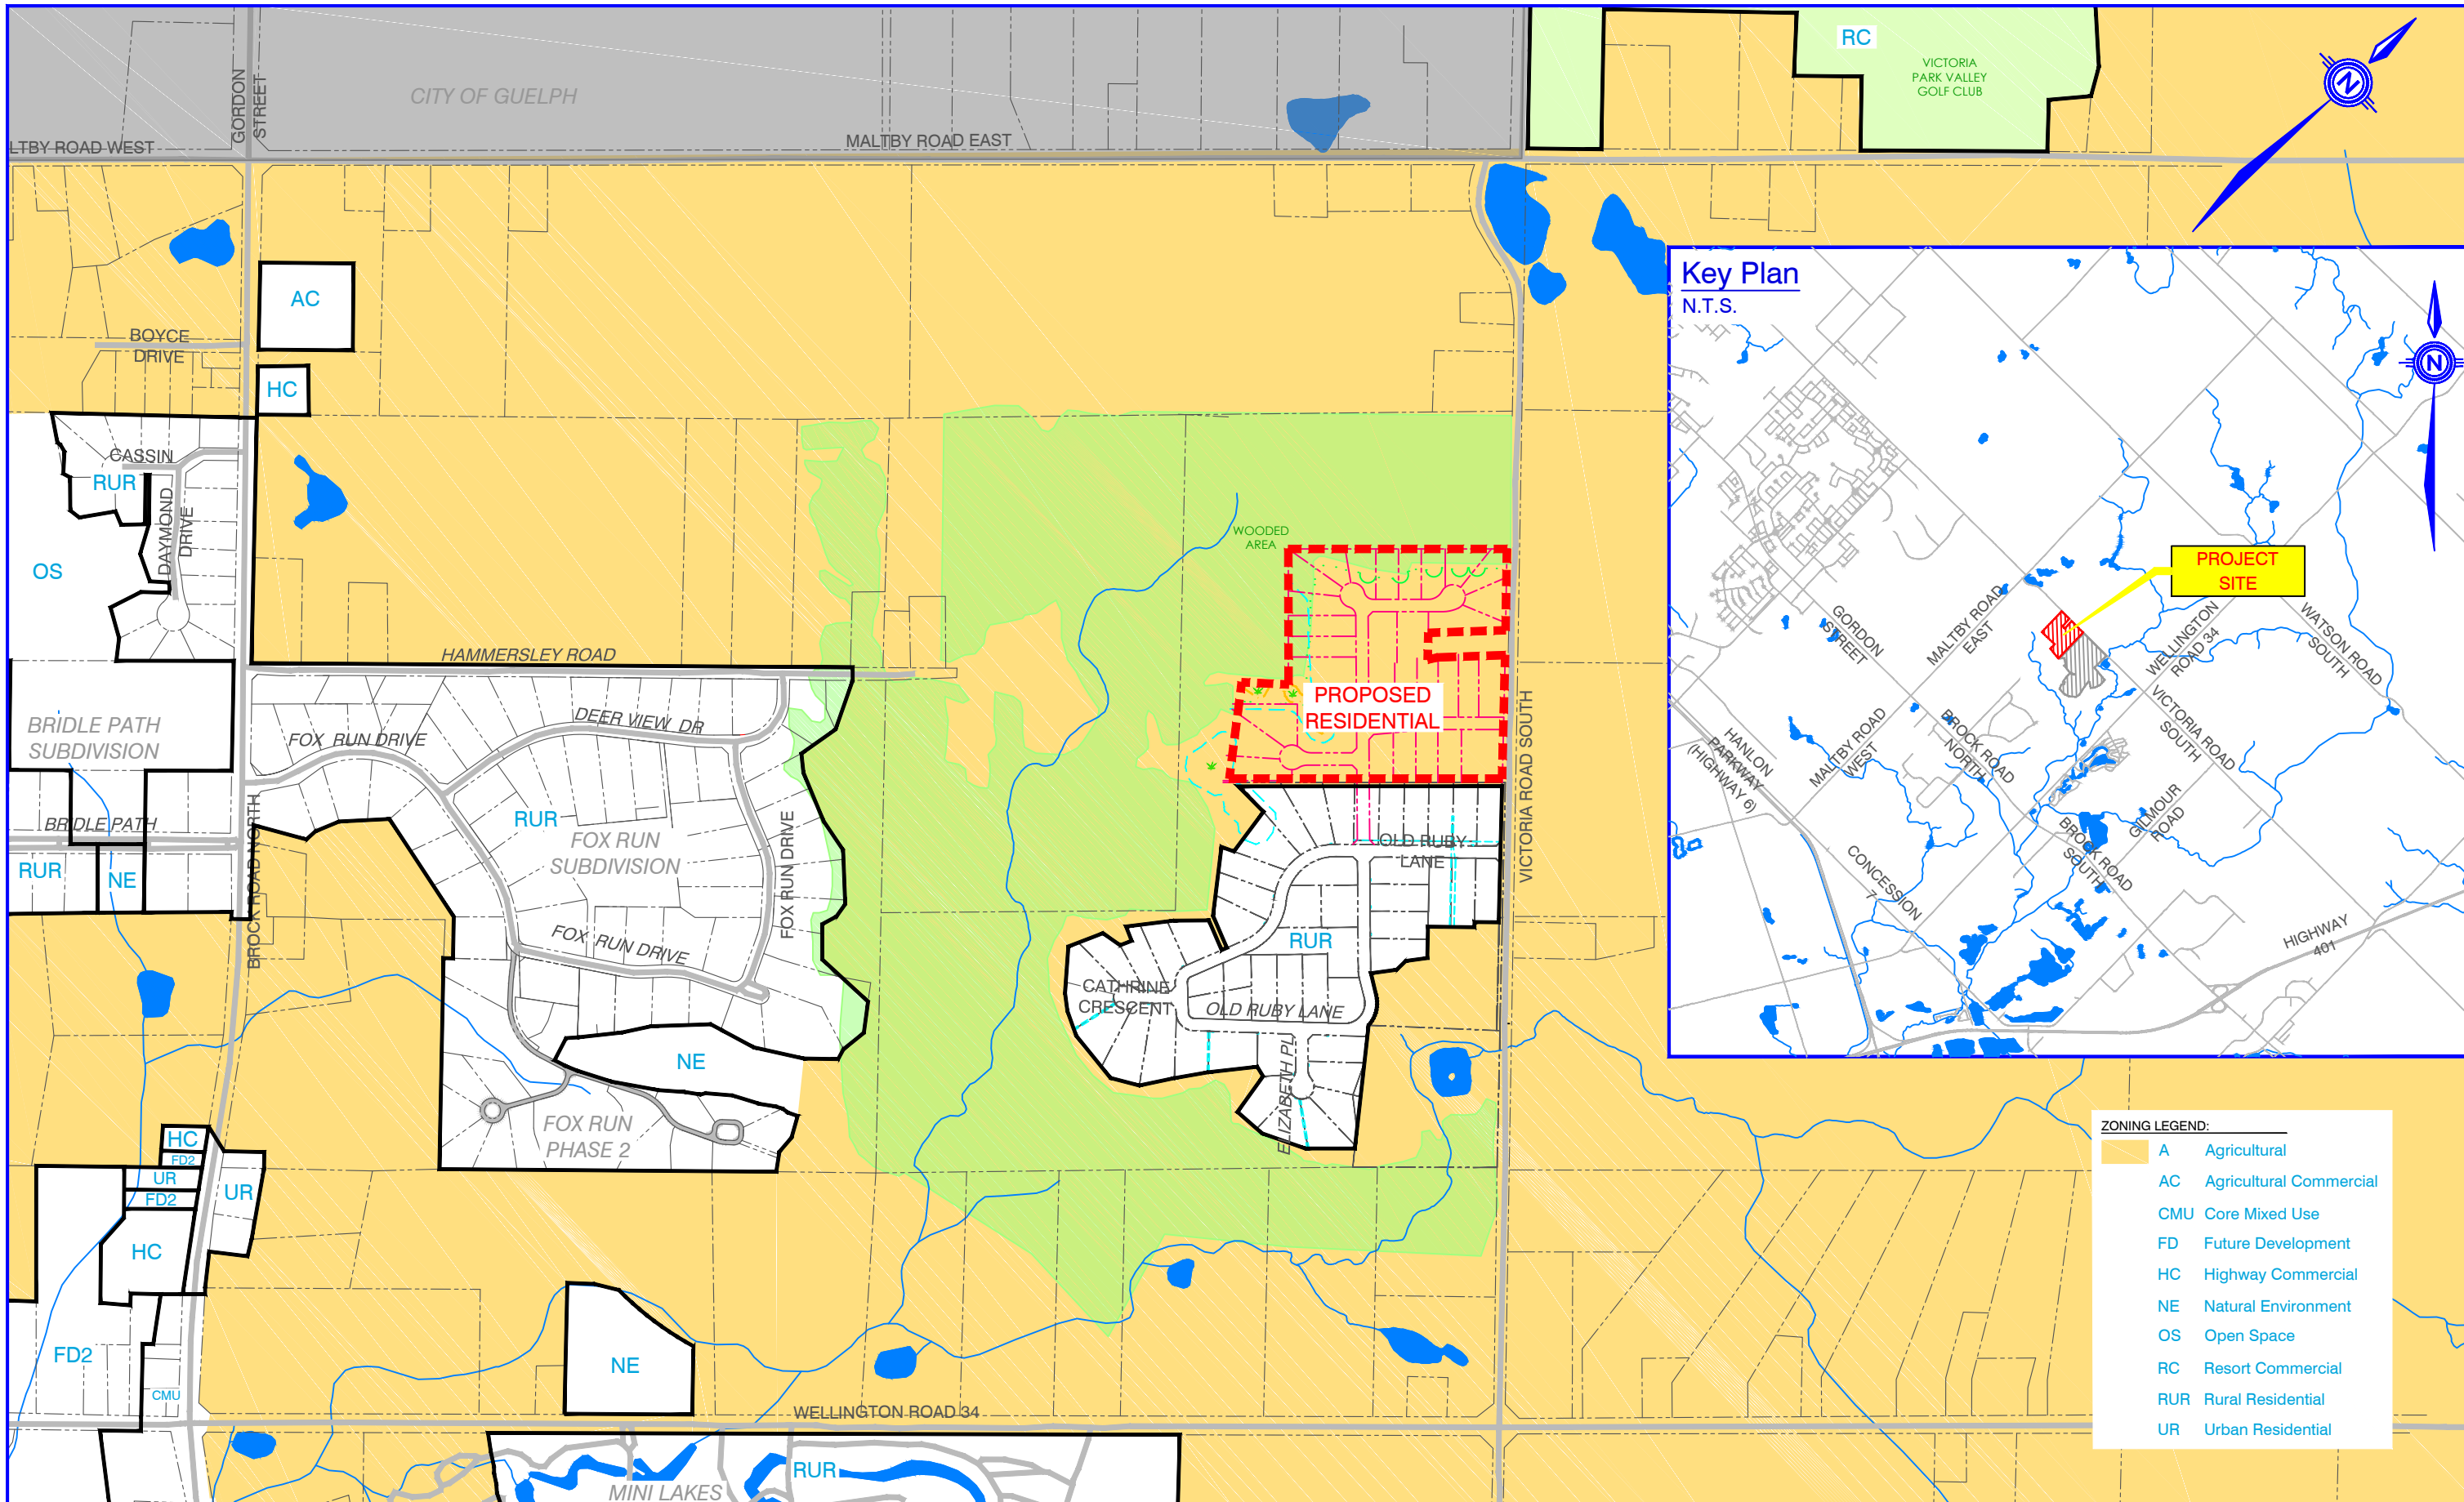 RC
VICTORIA
PARK VALLEY
GOLF CLUB
CITY OF GUELPH
GORDON
STREET
LTBY ROAD WEST
MALTBY ROAD EAST
N
Key Plan
N.T.S.
N
PROJECT
SITE
GORDON
STREET
MALTBY ROAD
EAST
WELLINGTON
ROAD 34
WATSON ROAD
SOUTH
VICTORIA ROAD
SOUTH
BROCK ROAD
NORTH
MALTBY ROAD
WEST
HANLON
PARKWAY
(HIGHWAY 6)
GILMOUR
ROAD
BROCK ROAD
SOUTH
CONCESSION
7
HIGHWAY
401
AC
BOYCE
DRIVE
HC
CASSIN
RUR
DAYMOND
DRIVE
OS
WOODED
AREA
HAMMERSLEY ROAD
PROPOSED
RESIDENTIAL
VICTORIA ROAD SOUTH
BRIDLE PATH
SUBDIVISION
FOX RUN DRIVE
DEER VIEW DR
RUR
FOX RUN
SUBDIVISION
FOX RUN DRIVE
BRIDLE PATH
BROCK ROAD NORTH
RUR
NE
OLD RUBY
LANE
FOX RUN DRIVE
RUR
CATHRINE
CRESCENT
OLD RUBY LANE
ELIZABETH PL
NE
FOX RUN
PHASE 2
HC
FD2
UR
FD2
UR
HC
FD2
CMU
NE
WELLINGTON ROAD 34
RUR
MINI LAKES
ZONING LEGEND:
A Agricultural
AC Agricultural Commercial
CMU Core Mixed Use
FD Future Development
HC Highway Commercial
NE Natural Environment
OS Open Space
RC Resort Commercial
RUR Rural Residential
UR Urban Residential